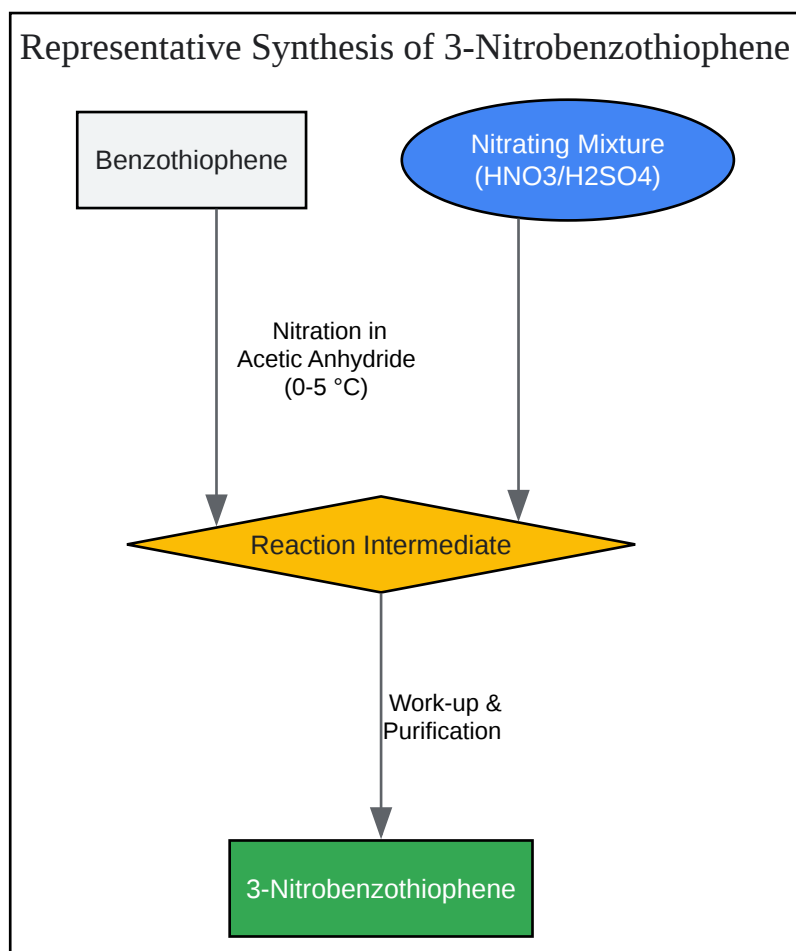 Representative Synthesis of 3-Nitrobenzothiophene
Benzothiophene
Nitrating Mixture
(HNO3/H2SO4)
Nitration in
Acetic Anhydride
(0-5 °C)
Reaction Intermediate
Work-up &
Purification
3-Nitrobenzothiophene